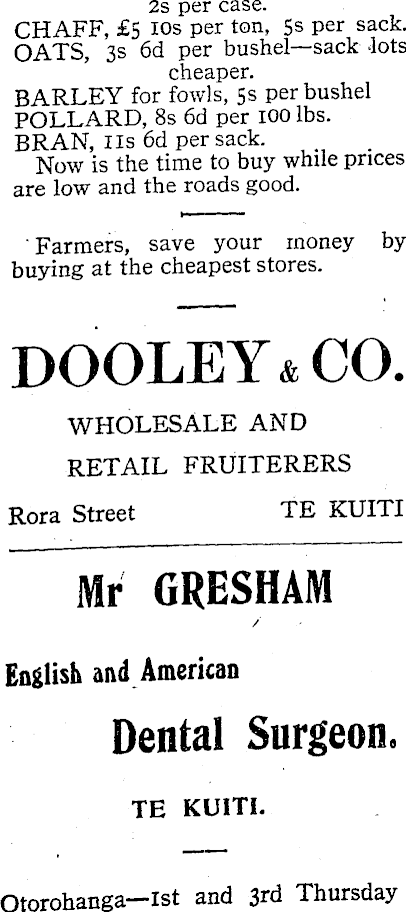 2s per case.
CHAFF, £5 10s per ton, 5s per sack.
OATS, 3s 6d per bushel—sack lots
cheaper.
BARLEY for fowls, 5s per bushel
POLLARD, 8s 6d per 100 lbs.
BRAN, 11s 6d per sack.
Now is the time to buy while prices
are low and the roads good.
Farmers, save your money by
buying at the cheapest stores.
DOOLEY & CO.
WHOLESALE AND
RETAIL FRUITERERS
Rora Street TE KUITI
Mr GRESHAM
English and American
Dental Surgeon.
TE KUITI.
Otorohanga—1st and 3rd Thursday